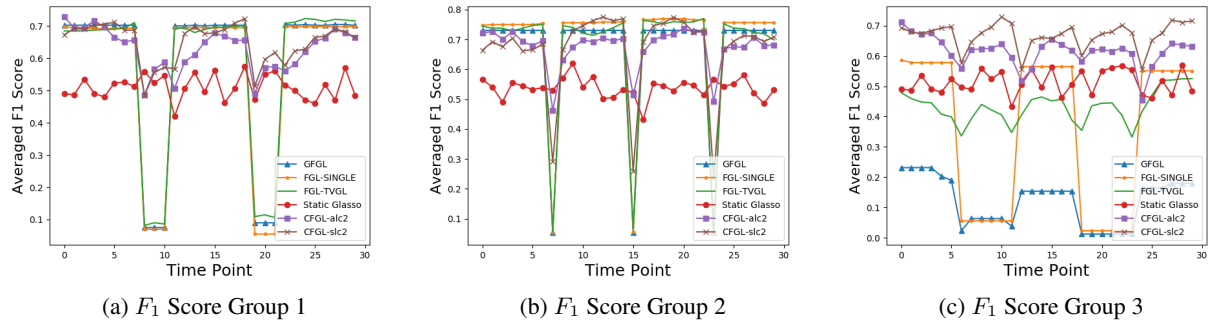 Averaged F1 Score
0.7
0.6
0.5
0.4
0.3
0.2
0.1
GFGL
FGL-SINGLE
FGL-TVGL
Static Glasso
CFGL-alc2
CFGL-slc2
0 5 10 15 20 25 30
Time Point
(a) F₁ Score Group 1
Averaged F1 Score
0.8
0.7
0.6
0.5
0.4
0.3
0.2
0.1
GFGL
FGL-SINGLE
FGL-TVGL
Static Glasso
CFGL-alc2
CFGL-slc2
0 5 10 15 20 25 30
Time Point
(b) F₁ Score Group 2
Averaged F1 Score
0.7
0.6
0.5
0.4
0.3
0.2
0.1
0.0
GFGL
FGL-SINGLE
FGL-TVGL
Static Glasso
CFGL-alc2
CFGL-slc2
0 5 10 15 20 25 30
Time Point
(c) F₁ Score Group 3